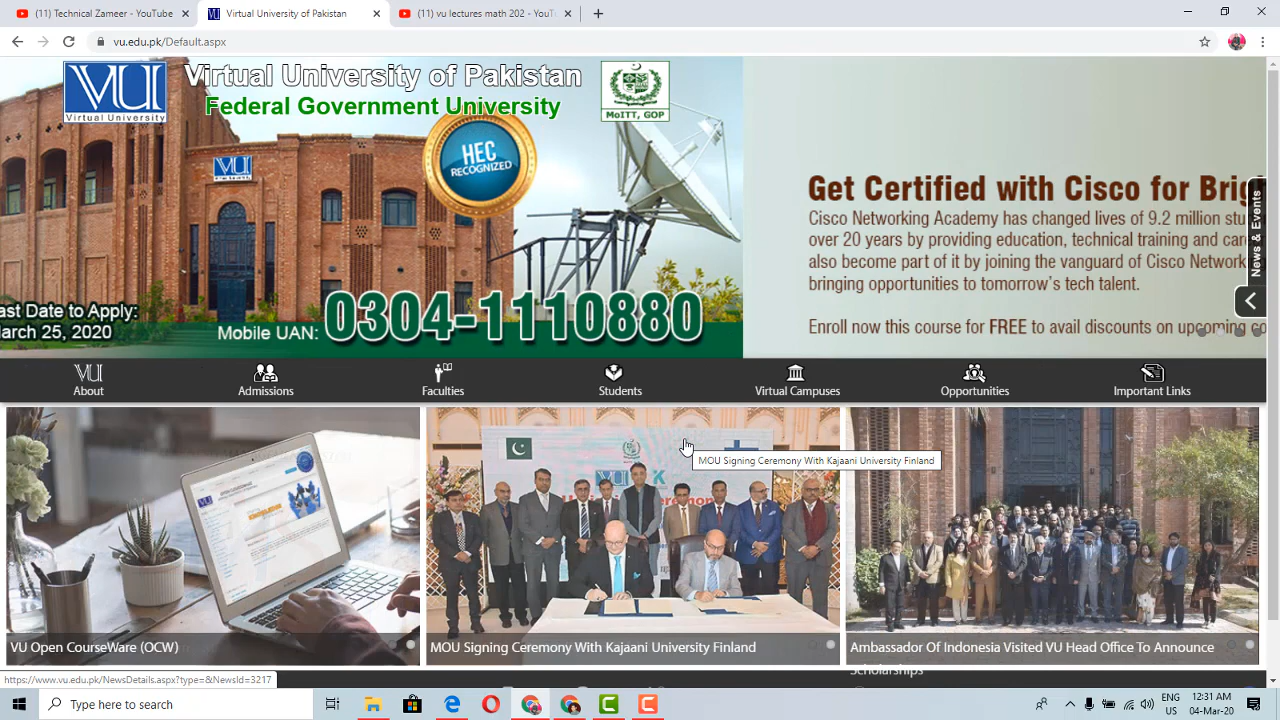 (11) Technical Zamer - YouTube
Virtual University of Pakistan
(11) vu lectures math 202 - YouT
vu.edu.pk/Default.aspx
VU
Virtual University
Virtual University of Pakistan
Federal Government University
MoITT, GOP
HEC
RECOGNIZED
VU
ast Date to Apply:
arch 25, 2020
Mobile UAN: 0304-1110880
Get Certified with Cisco for Brig
Cisco Networking Academy has changed lives of 9.2 million stu
over 20 years by providing education, technical training and car
also become part of it by joining the vanguard of Cisco Network
bringing opportunities to tomorrow's tech talent.
Enroll now this course for FREE to avail discounts on upcoming co
News & Events
VU
About
Admissions
Faculties
Students
Virtual Campuses
Opportunities
Important Links
MOU Signing Ceremony With Kajaani University Finland
VU Open CourseWare (OCW)
MOU Signing Ceremony With Kajaani University Finland
Ambassador Of Indonesia Visited VU Head Office To Announce
Scholarships
https://www.vu.edu.pk/NewsDetails.aspx?type=&NewsId=3217
Type here to search
ENG
US
12:31 AM
04-Mar-20